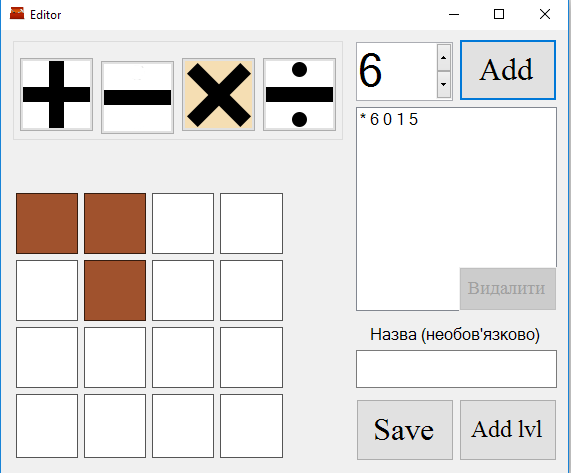 Editor
6
Add
* 6 0 1 5
Видалити
Назва (необов'язково)
Save
Add lvl